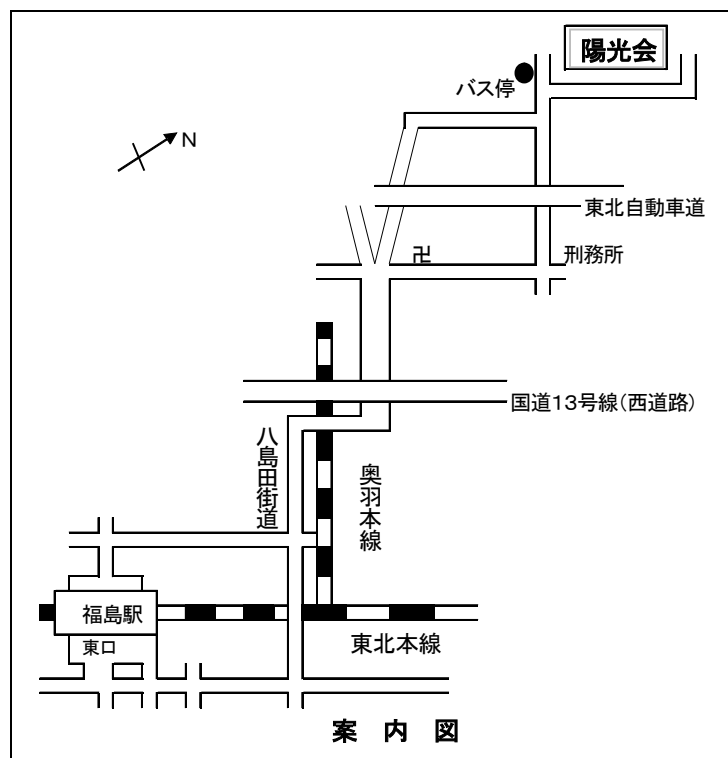 陽光会
バス停
N
東北自動車道
卍
刑務所
国道13号線(西道路)
八島田街道
奥羽本線
福島駅
東口
東北本線
案 内 図